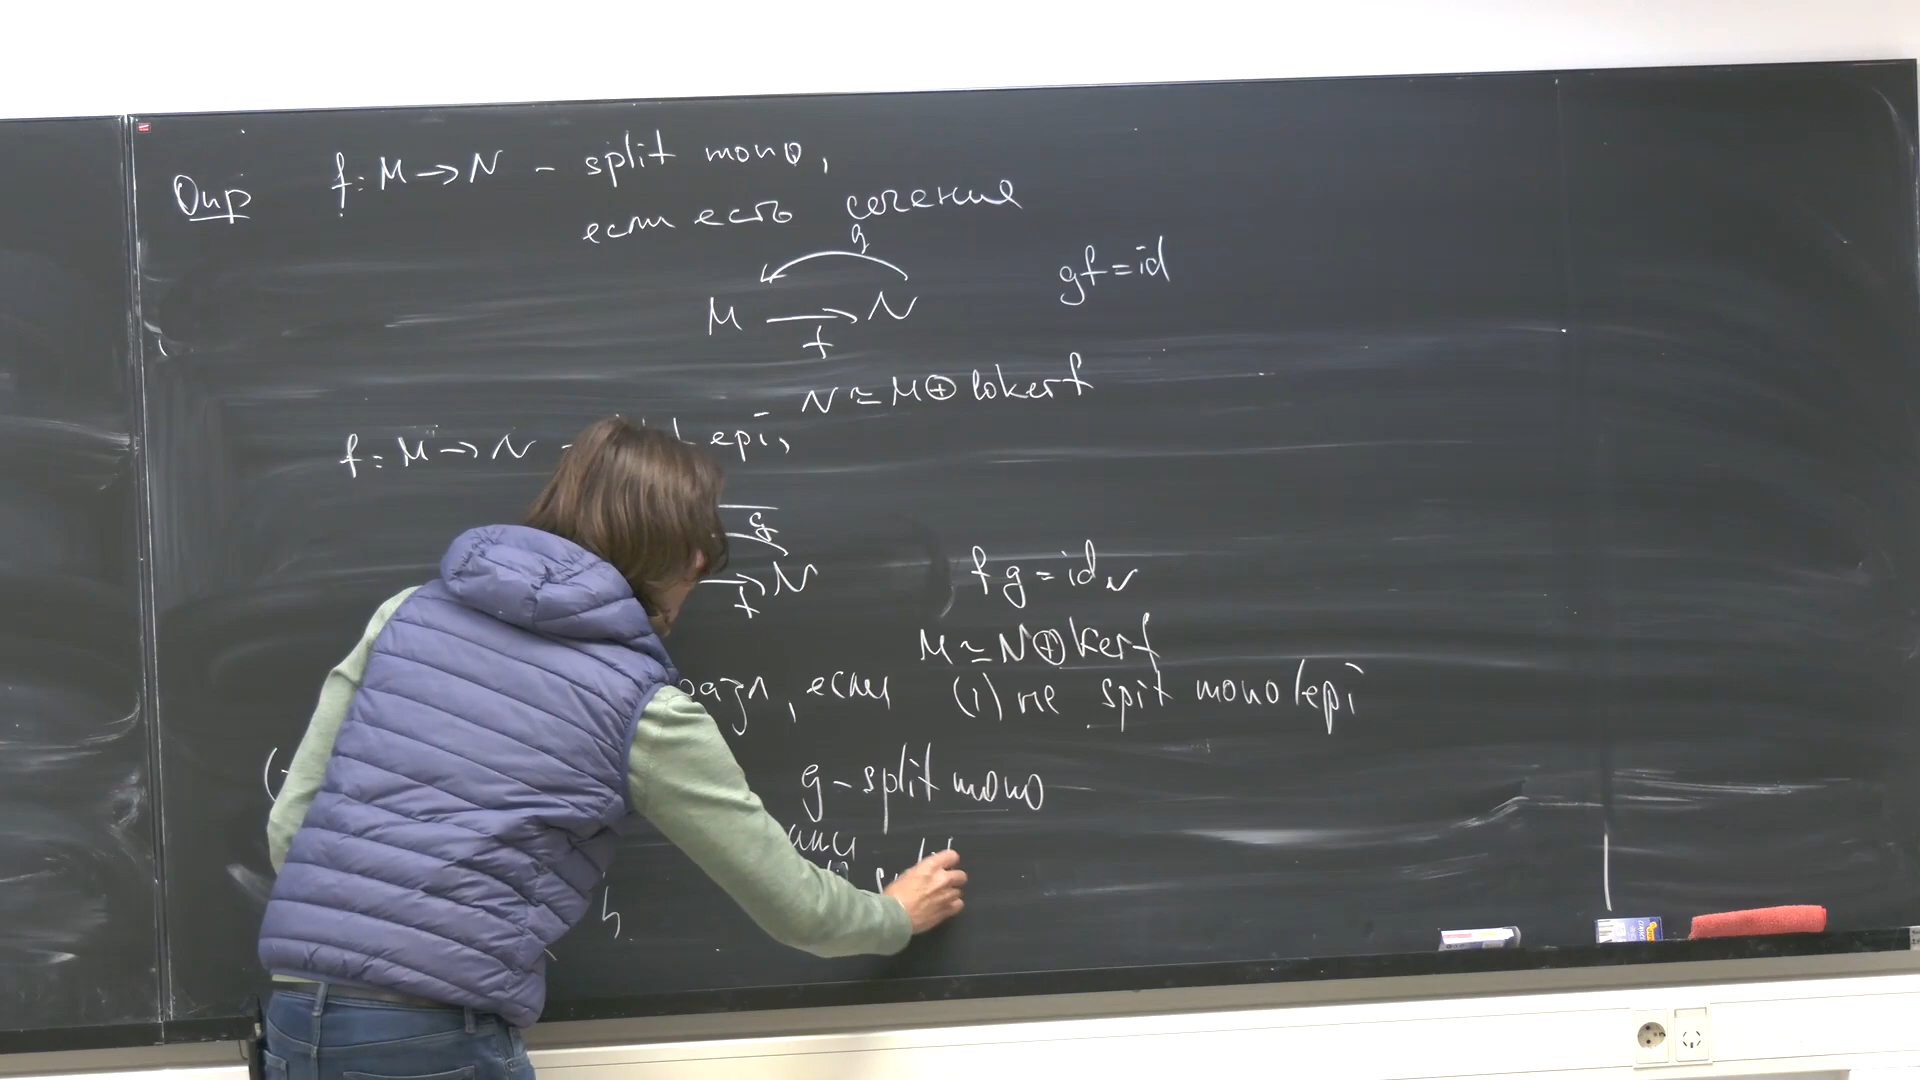 Опр f: M → N – split mono,
если есть сечение
g
M → N gf = id
f
N ≃ M ⊕ Coker f
f: M → N – epi,
g
→ N f g = id_N
f
M ≃ N ⊕ ker f
если (1) не split mono/epi
g – split mono
или
h